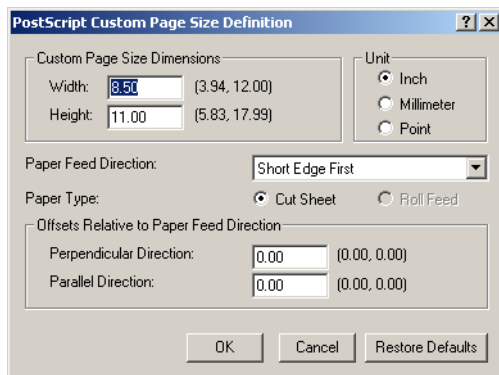 PostScript Custom Page Size Definition
Custom Page Size Dimensions
Width: 8.50 (3.94, 12.00)
Height: 11.00 (5.83, 17.99)
Unit
Inch
Millimeter
Point
Paper Feed Direction: Short Edge First
Paper Type: Cut Sheet Roll Feed
Offsets Relative to Paper Feed Direction
Perpendicular Direction: 0.00 (0.00, 0.00)
Parallel Direction: 0.00 (0.00, 0.00)
OK Cancel Restore Defaults